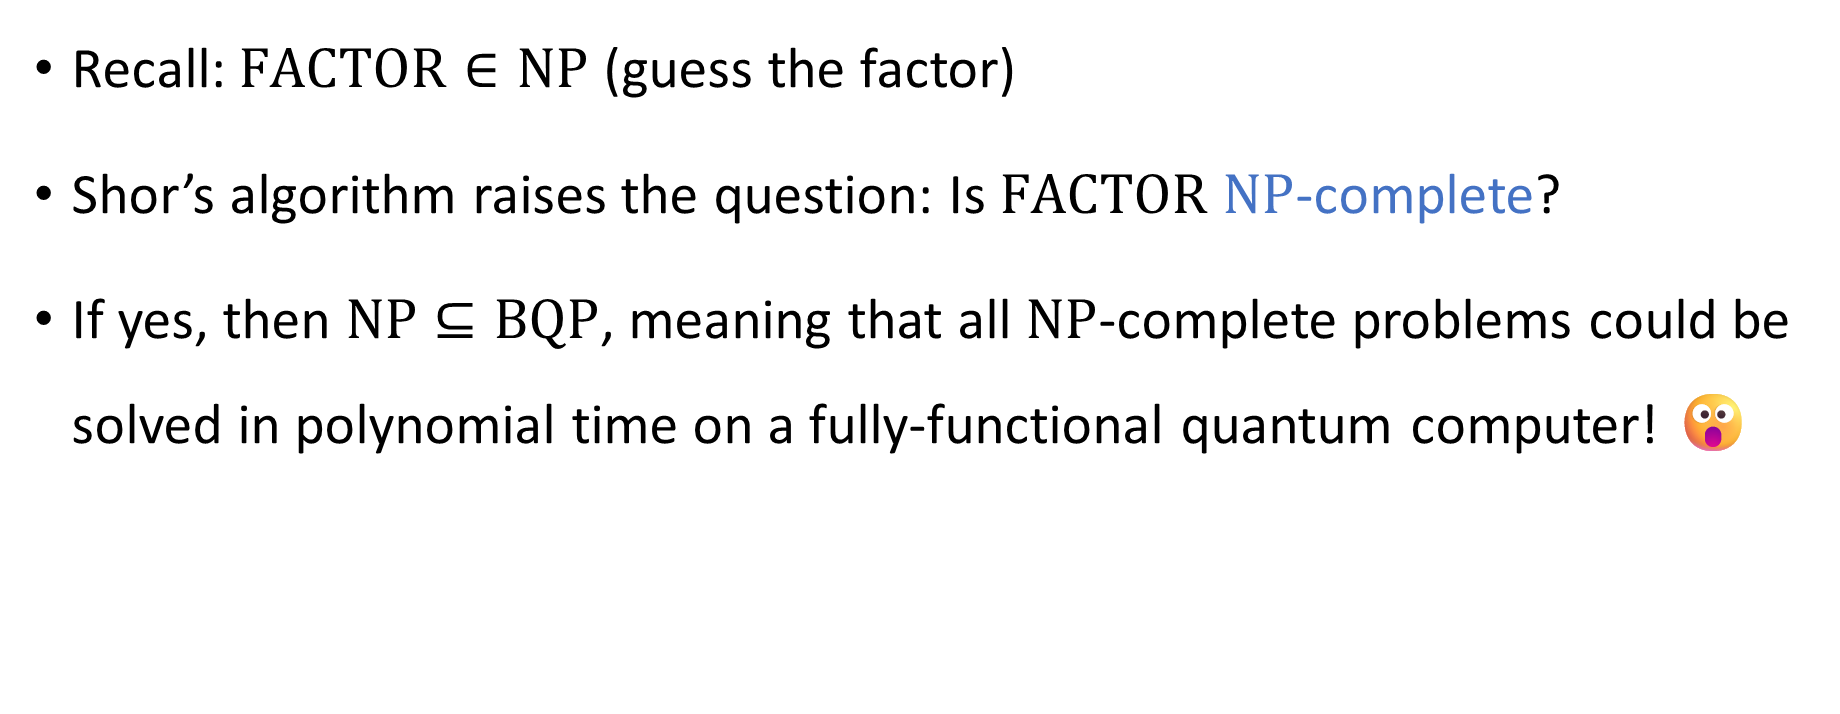 • Recall: FACTOR ∈ NP (guess the factor)
• Shor’s algorithm raises the question: Is FACTOR NP-complete?
• If yes, then NP ⊆ BQP, meaning that all NP-complete problems could be
solved in polynomial time on a fully-functional quantum computer! 😲